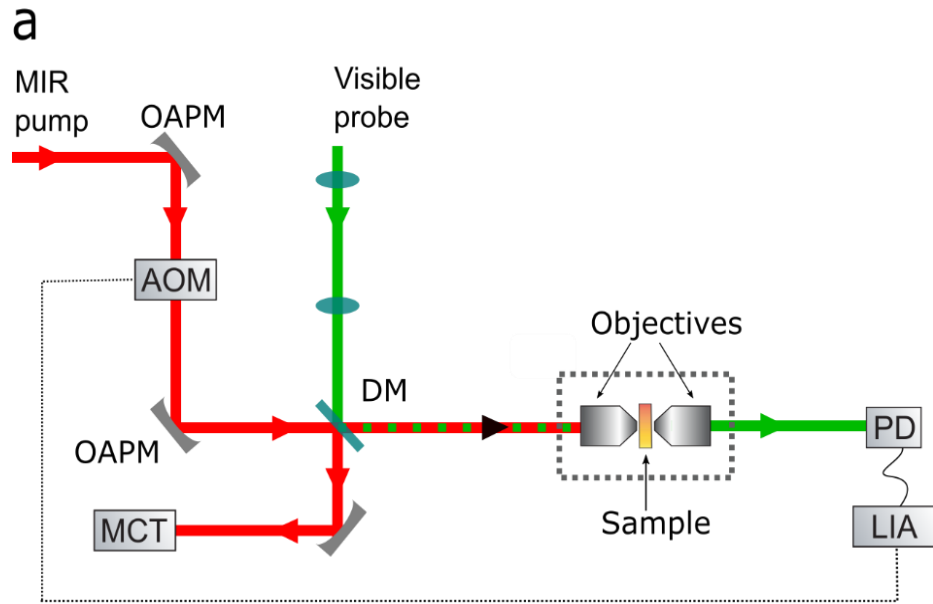 a
MIR
pump
OAPM
Visible
probe
AOM
Objectives
DM
OAPM
PD
MCT
Sample
LIA